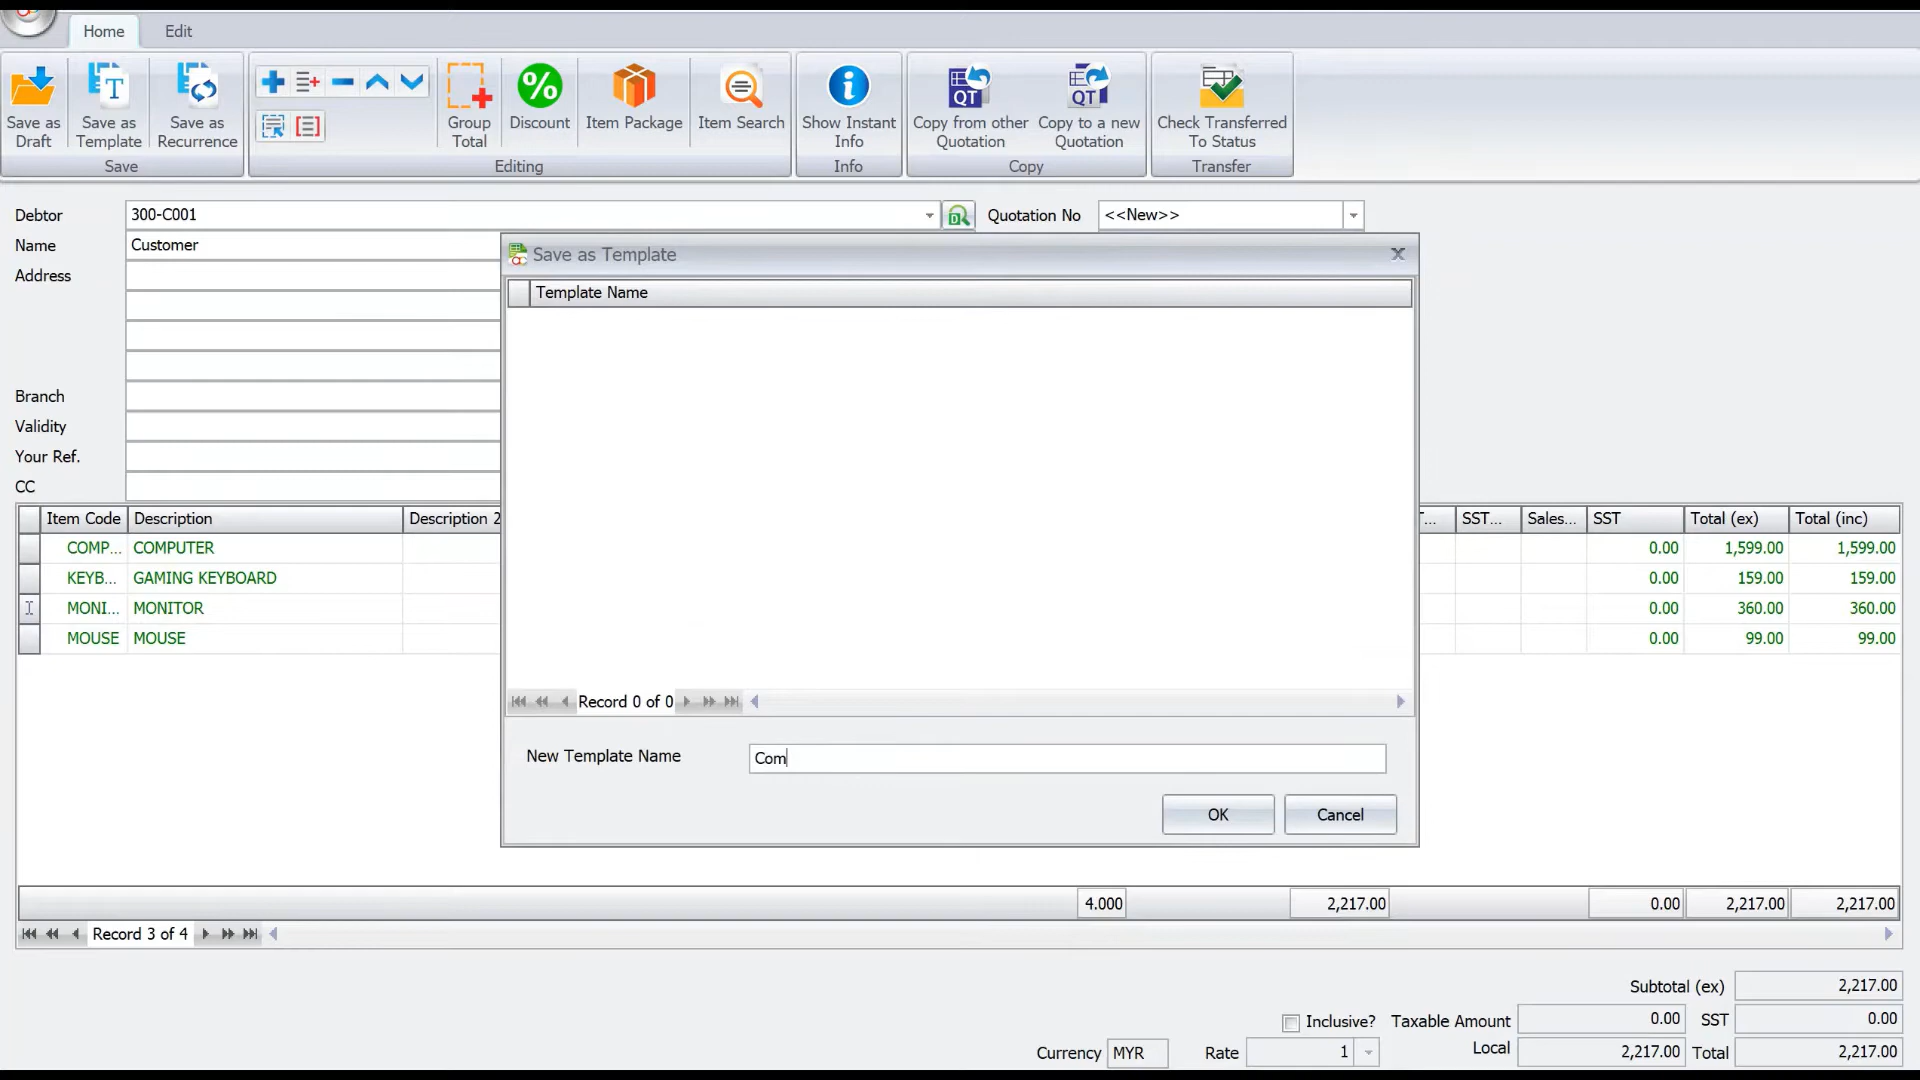 Home Edit
Save as Draft
Save as Template
Save as Recurrence
Save
Group Total
Discount
Item Package
Item Search
Editing
Show Instant Info
Info
QT
Copy from other Quotation
QT
Copy to a new Quotation
Copy
Check Transferred To Status
Transfer
Debtor 300-C001 Quotation No <<New>>
Name Customer
Address
Branch
Validity
Your Ref.
CC
Save as Template
Template Name
Record 0 of 0
New Template Name Com
OK Cancel
Item Code Description Description 2 T... SST... Sales... SST Total (ex) Total (inc)
COMP... COMPUTER 0.00 1,599.00 1,599.00
KEYB... GAMING KEYBOARD 0.00 159.00 159.00
MONI... MONITOR 0.00 360.00 360.00
MOUSE MOUSE 0.00 99.00 99.00
4.000 2,217.00 0.00 2,217.00 2,217.00
Record 3 of 4
Subtotal (ex) 2,217.00
Inclusive? Taxable Amount 0.00 SST 0.00
Currency MYR Rate 1 Local 2,217.00 Total 2,217.00